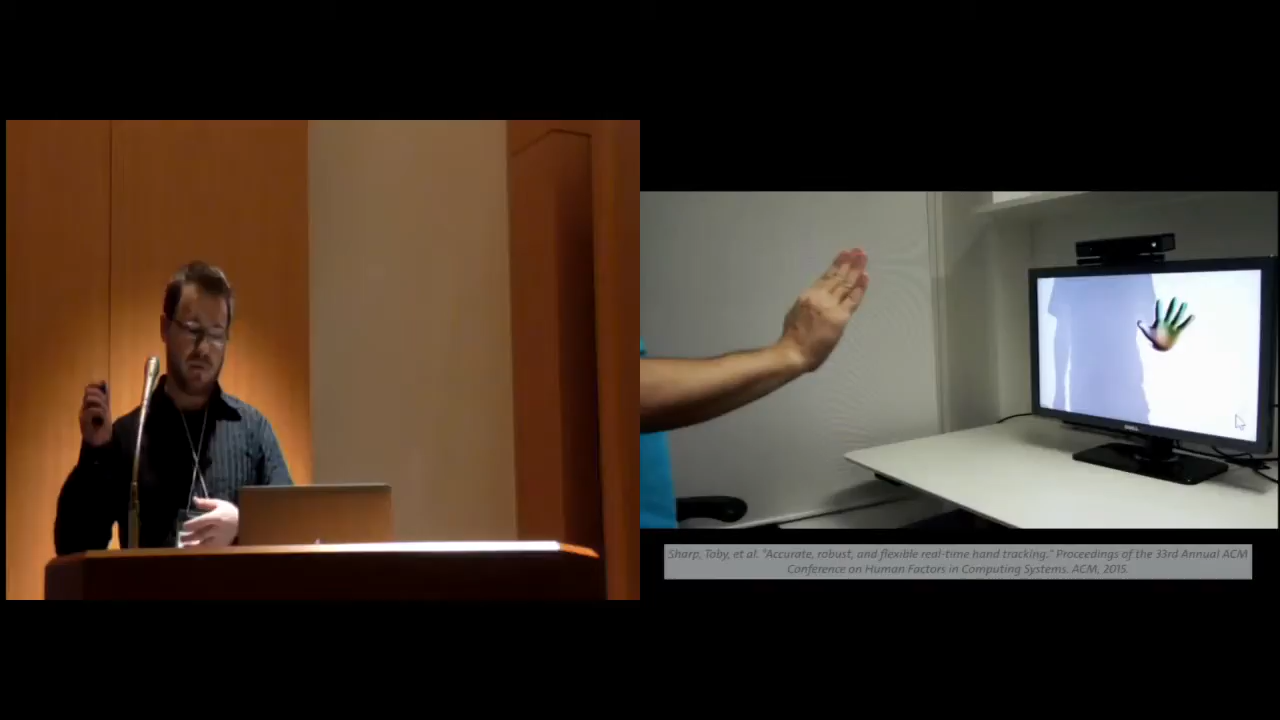 DELL
Sharp, Toby, et al. "Accurate, robust, and flexible real-time hand tracking." Proceedings of the 33rd Annual ACM
Conference on Human Factors in Computing Systems. ACM, 2015.